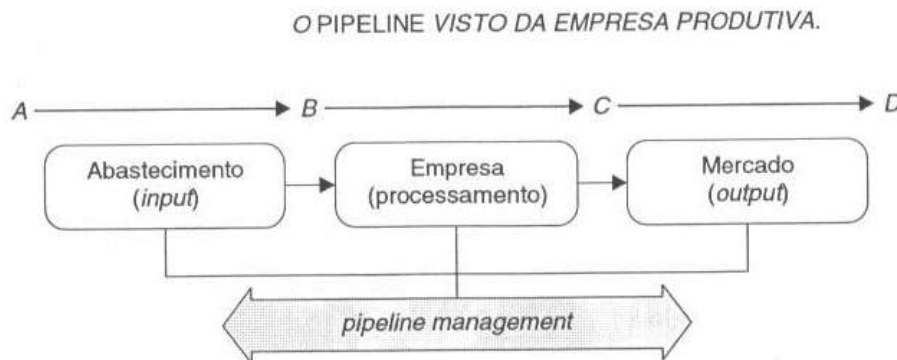 O PIPELINE VISTO DA EMPRESA PRODUTIVA.
A B C D
Abastecimento
(input)
Empresa
(processamento)
Mercado
(output)
pipeline management